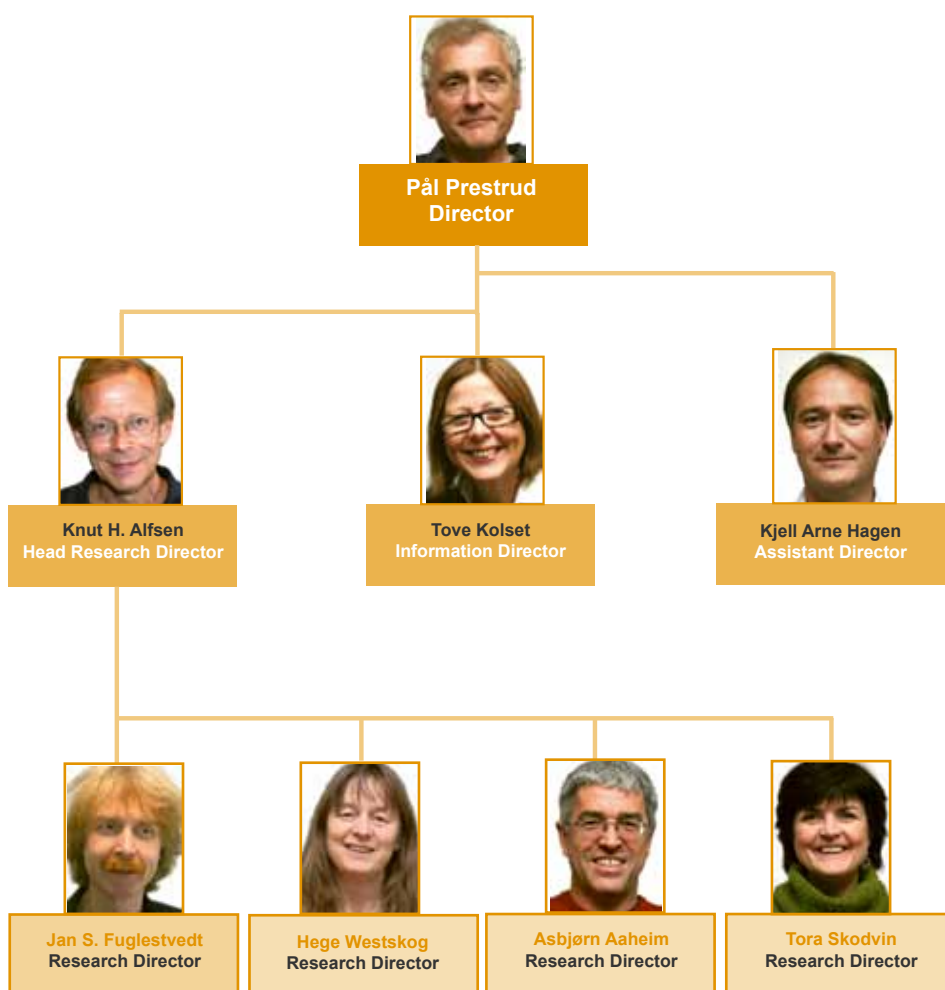 Pål Prestrud
Director
Knut H. Alfsen
Head Research Director
Tove Kolset
Information Director
Kjell Arne Hagen
Assistant Director
Jan S. Fuglestvedt
Research Director
Hege Westskog
Research Director
Asbjørn Aaheim
Research Director
Tora Skodvin
Research Director